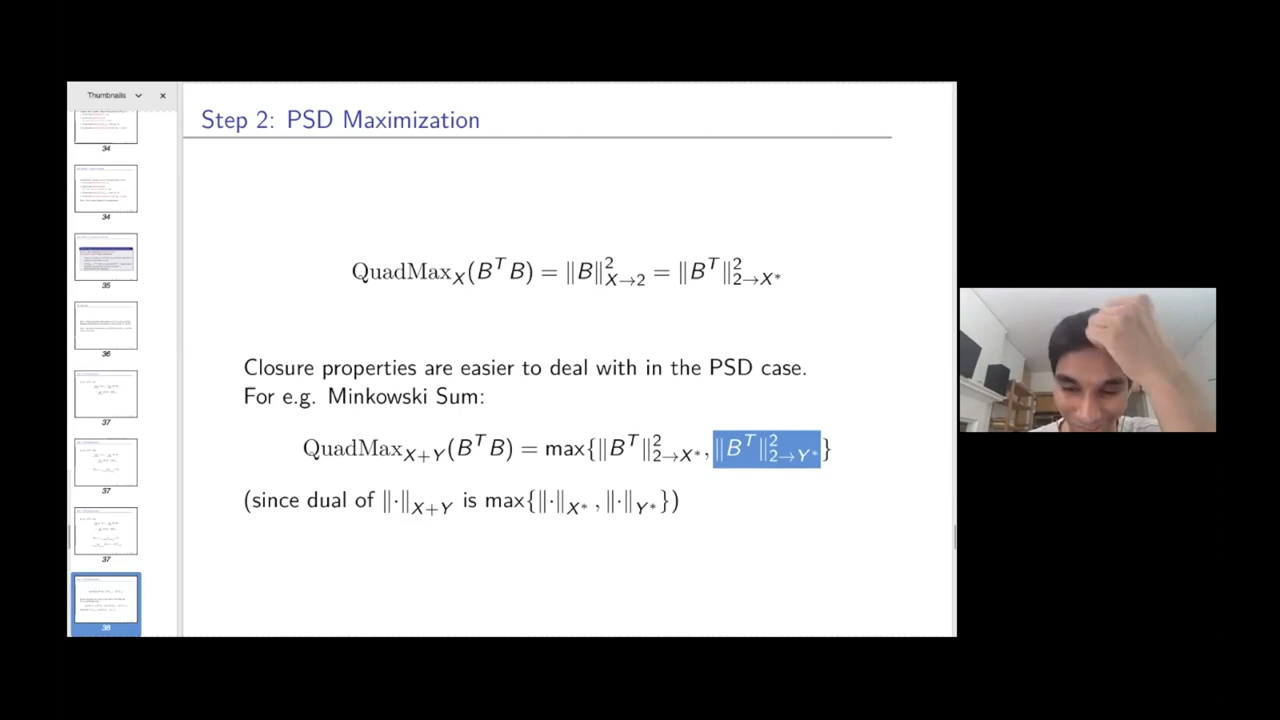 Thumbnails
34
34
35
36
37
37
37
38
Step 2: PSD Maximization
QuadMax_X(B^T B) = ‖B‖²_{X→2} = ‖B^T‖²_{2→X*}
Closure properties are easier to deal with in the PSD case.
For e.g. Minkowski Sum:
QuadMax_{X+Y}(B^T B) = max{‖B^T‖²_{2→X*}, ‖B^T‖²_{2→Y*}}
(since dual of ‖·‖_{X+Y} is max{‖·‖_{X*}, ‖·‖_{Y*}})